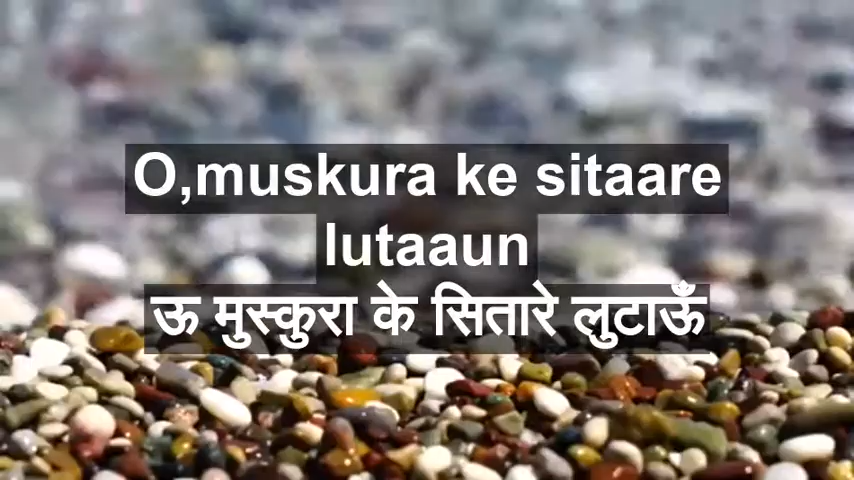 O,muskura ke sitaare
lutaaun
ऊ मुस्कुरा के सितारे लुटाऊँ